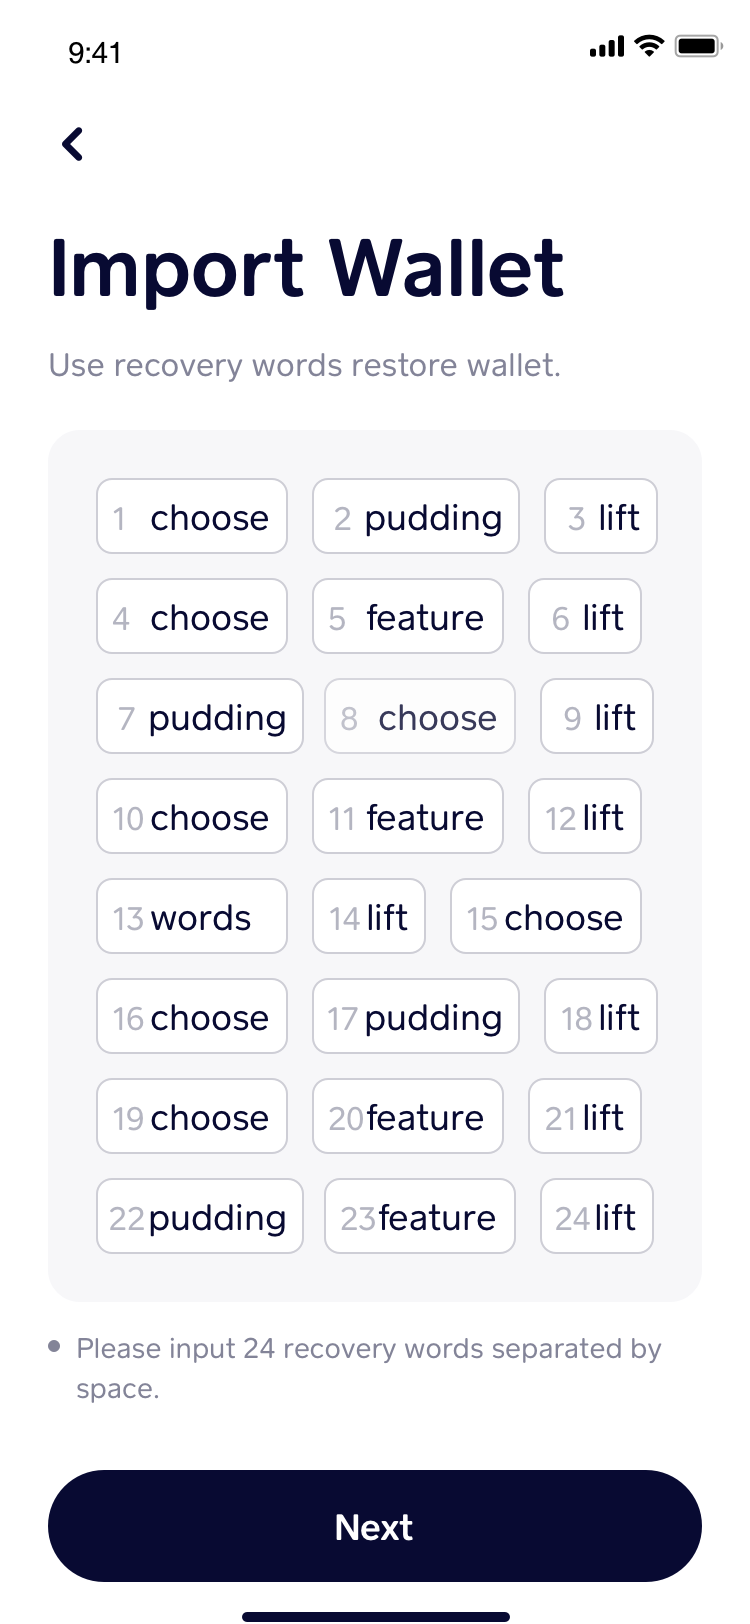 9:41
Import Wallet
Use recovery words restore wallet.
1 choose 2 pudding 3 lift
4 choose 5 feature 6 lift
7 pudding 8 choose 9 lift
10 choose 11 feature 12 lift
13 words 14 lift 15 choose
16 choose 17 pudding 18 lift
19 choose 20 feature 21 lift
22 pudding 23 feature 24 lift
Please input 24 recovery words separated by
space.
Next